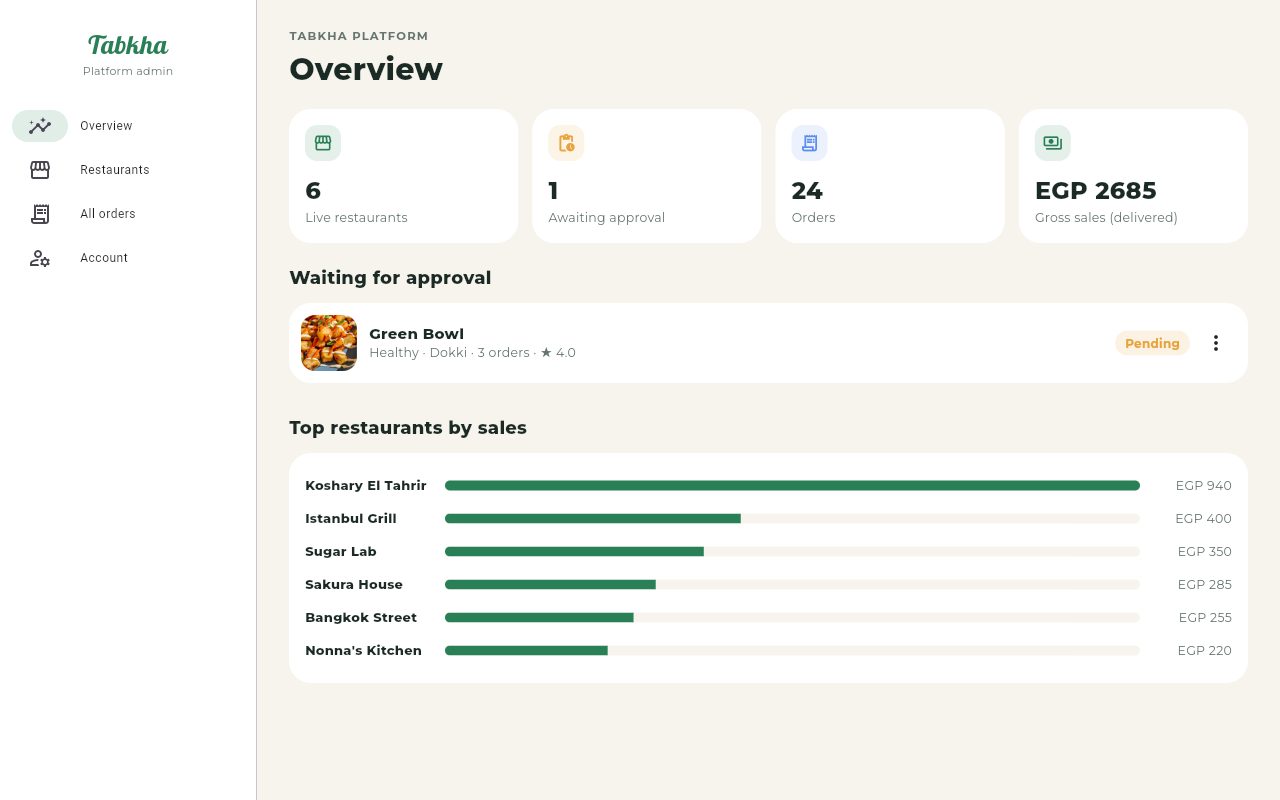 Tabkha
Platform admin
Overview
Restaurants
All orders
Account
TABKHA PLATFORM
Overview
6
Live restaurants
1
Awaiting approval
24
Orders
EGP 2685
Gross sales (delivered)
Waiting for approval
Green Bowl
Healthy · Dokki · 3 orders · ★ 4.0
Pending
Top restaurants by sales
Koshary El Tahrir EGP 940
Istanbul Grill EGP 400
Sugar Lab EGP 350
Sakura House EGP 285
Bangkok Street EGP 255
Nonna's Kitchen EGP 220